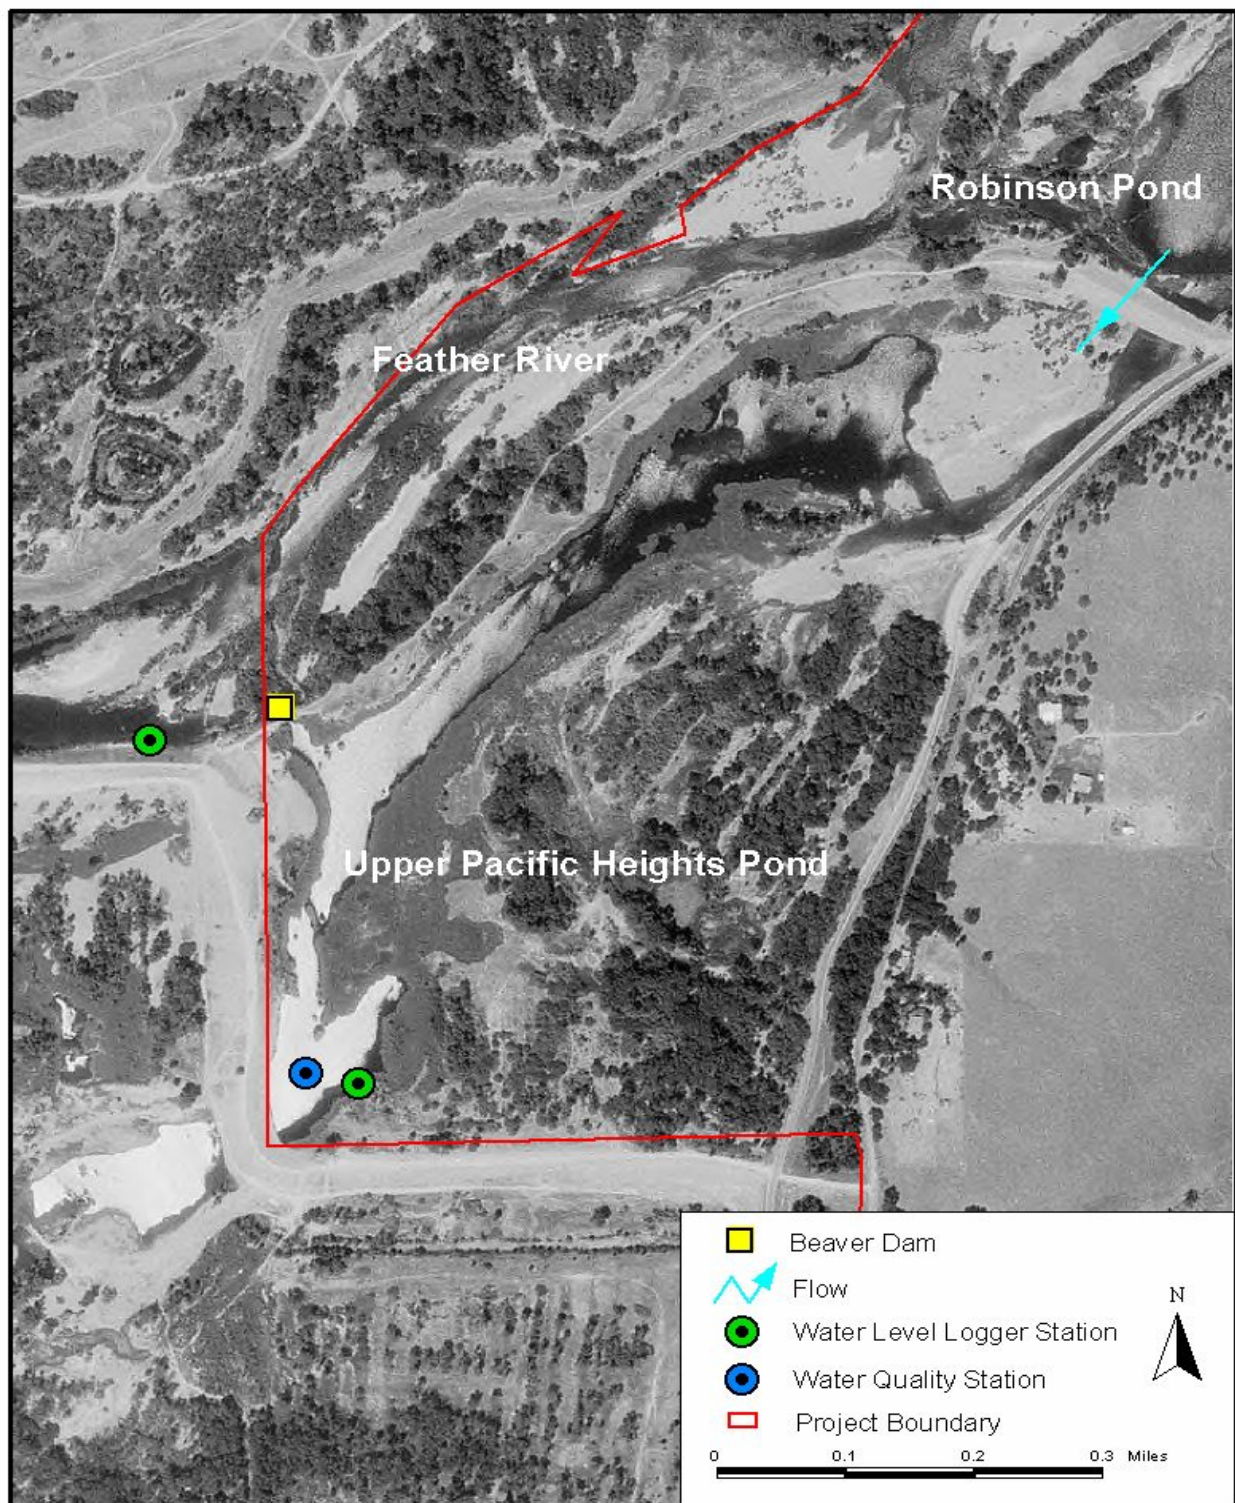 Robinson Pond
Feather River
Upper Pacific Heights Pond
Beaver Dam
Flow
Water Level Logger Station
Water Quality Station
Project Boundary
N
0 0.1 0.2 0.3 Miles